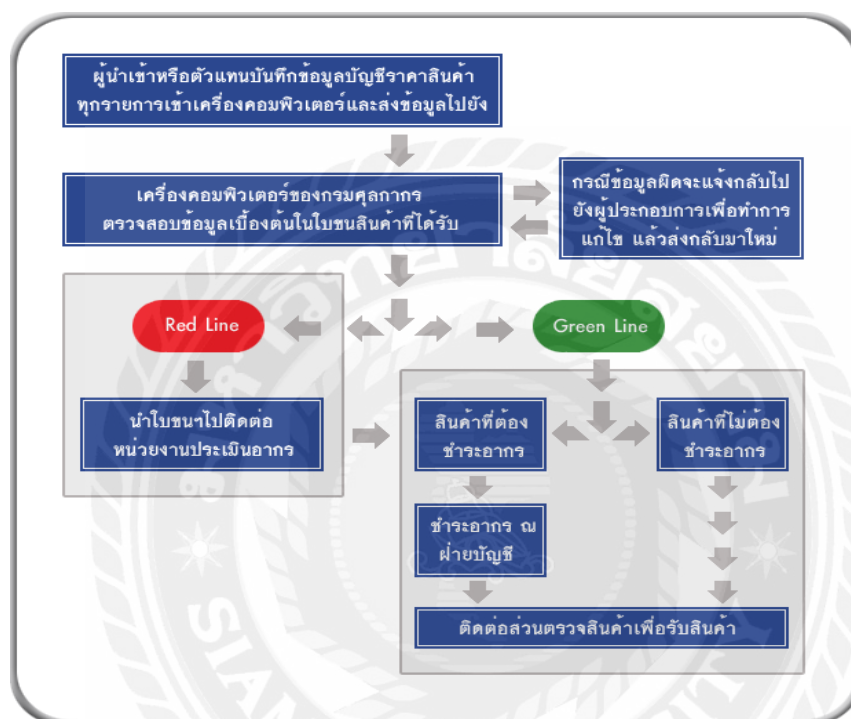 ผู้นำเข้าหรือตัวแทนบันทึกข้อมูลบัญชีราคาสินค้า
ทุกรายการเข้าเครื่องคอมพิวเตอร์และส่งข้อมูลไปยัง
เครื่องคอมพิวเตอร์ของกรมศุลกากร
ตรวจสอบข้อมูลเบื้องต้นในใบขนสินค้าที่ได้รับ
กรณีข้อมูลผิดจะแจ้งกลับไป
ยังผู้ประกอบการเพื่อทำการ
แก้ไข แล้วส่งกลับมาใหม่
Red Line
Green Line
นำใบขนฯไปติดต่อ
หน่วยงานประเมินอากร
สินค้าที่ต้อง
ชำระอากร
สินค้าที่ไม่ต้อง
ชำระอากร
ชำระอากร ณ
ฝ่ายบัญชี
ติดต่อส่วนตรวจสินค้าเพื่อรับสินค้า